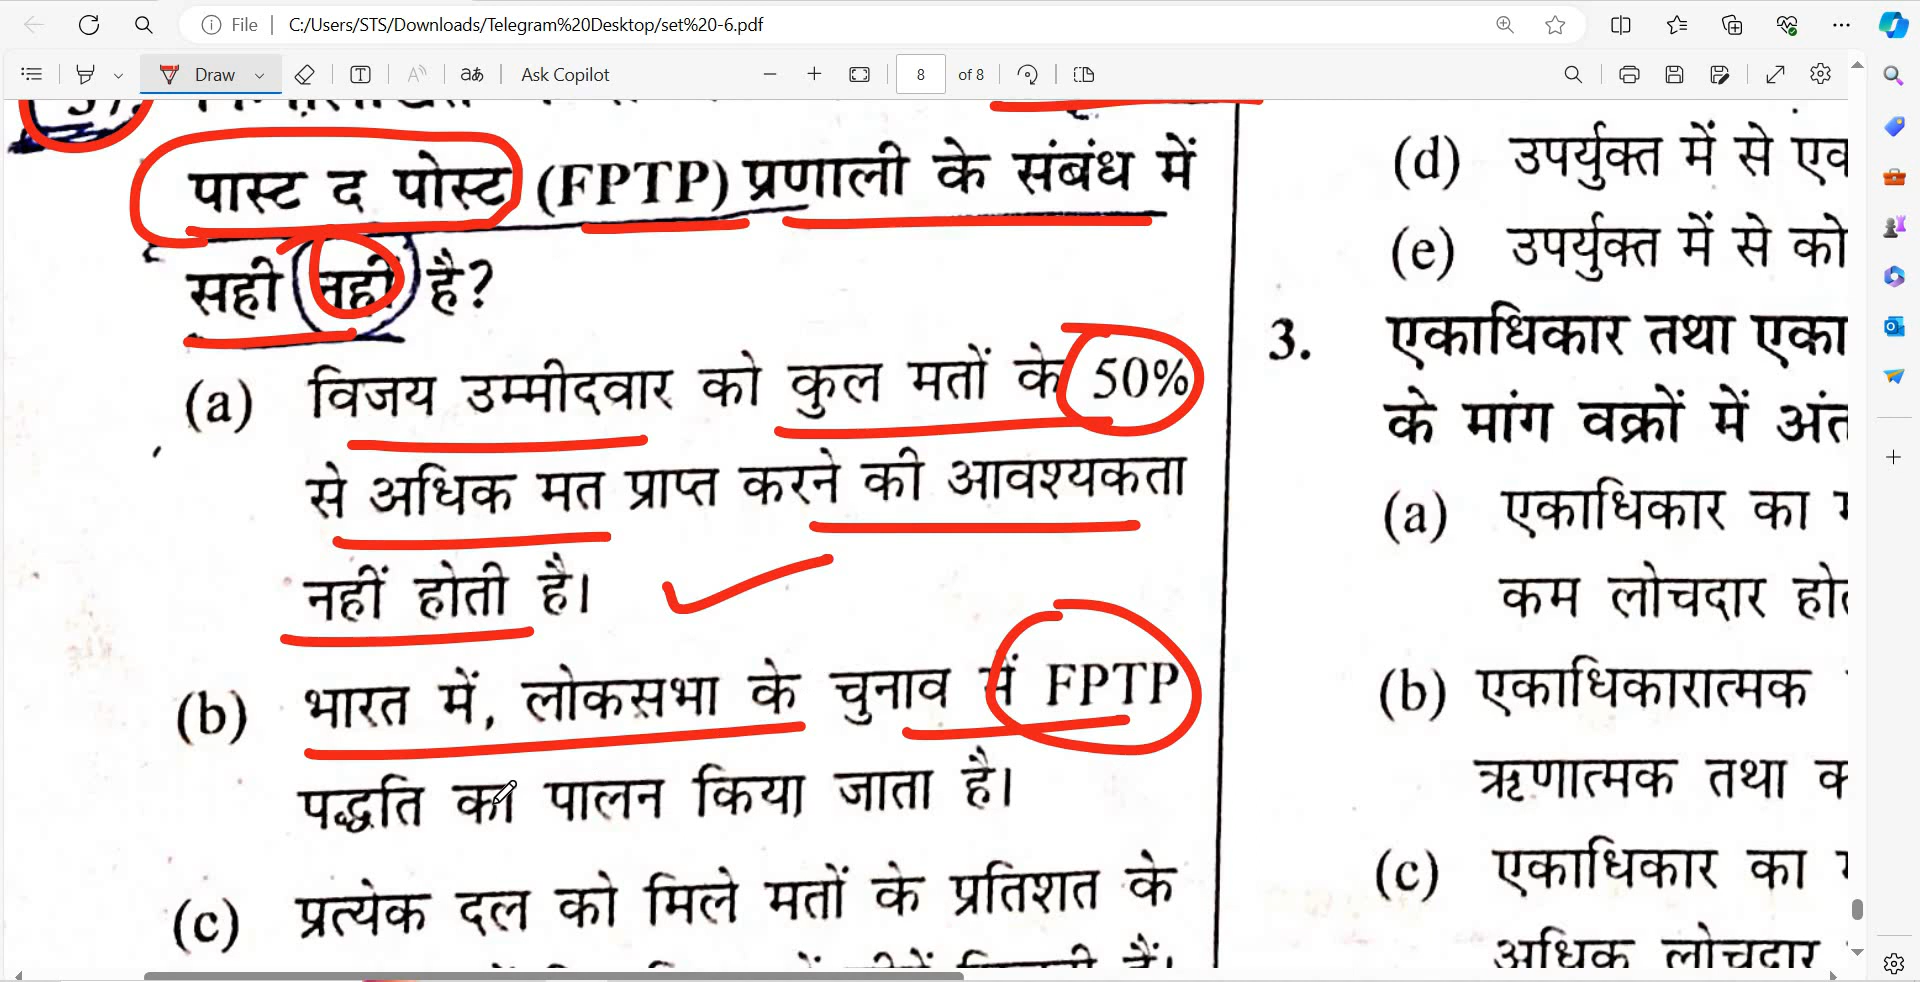 File
C:/Users/STS/Downloads/Telegram%20Desktop/set%20-6.pdf
Draw
aあ
Ask Copilot
8 of 8
पास्ट द पोस्ट (FPTP) प्रणाली के संबंध में
सही नहीं है?
(a) विजय उम्मीदवार को कुल मतों के 50%
से अधिक मत प्राप्त करने की आवश्यकता
नहीं होती है।
(b) भारत में, लोकसभा के चुनाव में FPTP
पद्धति का पालन किया जाता है।
(c) प्रत्येक दल को मिले मतों के प्रतिशत के
(d) उपर्युक्त में से
(e) उपर्युक्त में से को
3. एकाधिकार तथा एका
के मांग वक्रों में अंत
(a) एकाधिकार का
कम लोचदार
(b) एकाधिकारात्मक
ऋणात्मक तथा
(c) एकाधिकार का
अधिक लोचदार